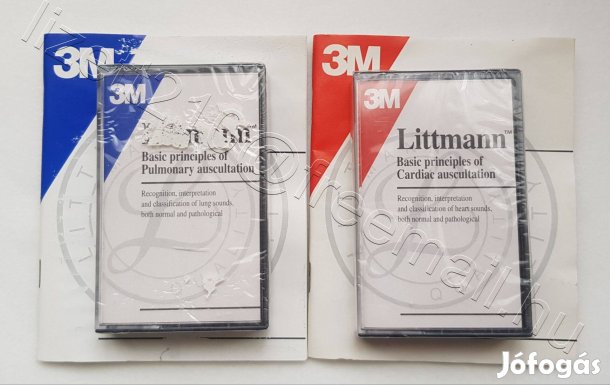 3M
3M
Basic principles of
Pulmonary auscultation
Recognition, interpretation
and classification of lung sounds,
both normal and pathological
3M
3M
Littmann™
Basic principles of
Cardiac auscultation
Recognition, interpretation
and classification of heart sounds,
both normal and pathological
Jófogás